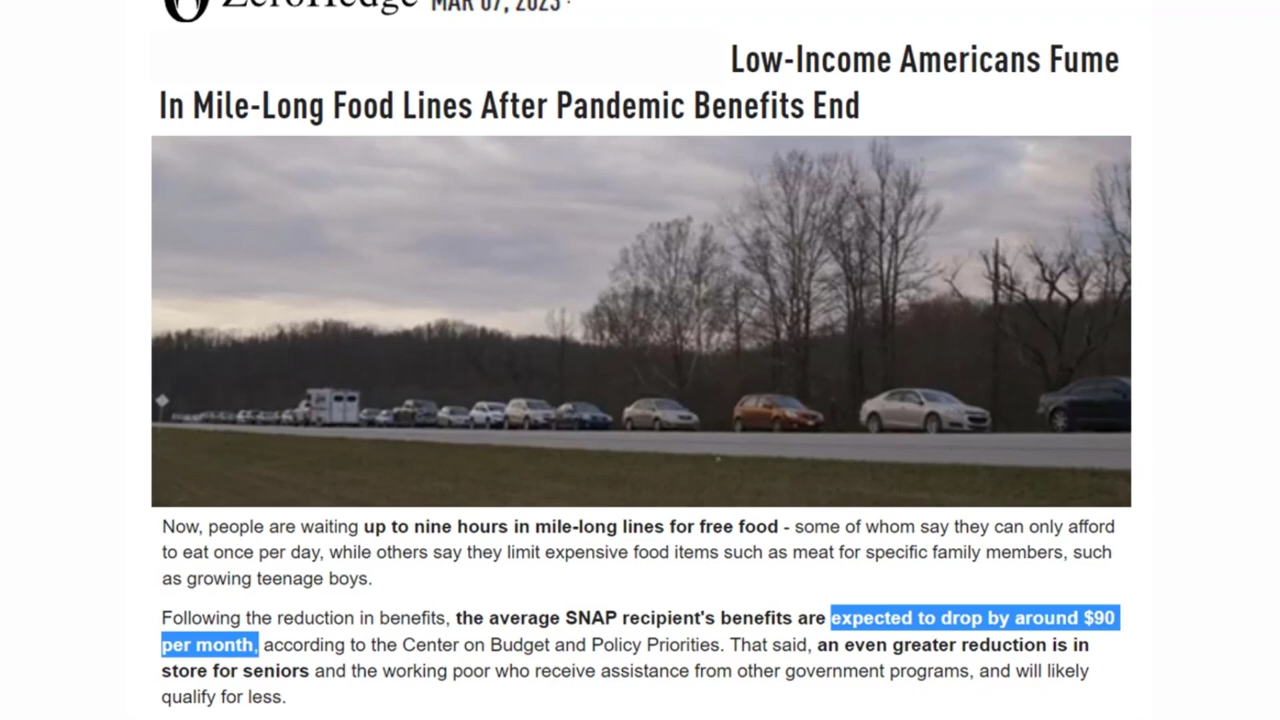 ZeroHedge MAR 07, 2023
Low-Income Americans Fume
In Mile-Long Food Lines After Pandemic Benefits End
Now, people are waiting up to nine hours in mile-long lines for free food - some of whom say they can only afford
to eat once per day, while others say they limit expensive food items such as meat for specific family members, such
as growing teenage boys.
Following the reduction in benefits, the average SNAP recipient's benefits are expected to drop by around $90
per month, according to the Center on Budget and Policy Priorities. That said, an even greater reduction is in
store for seniors and the working poor who receive assistance from other government programs, and will likely
qualify for less.